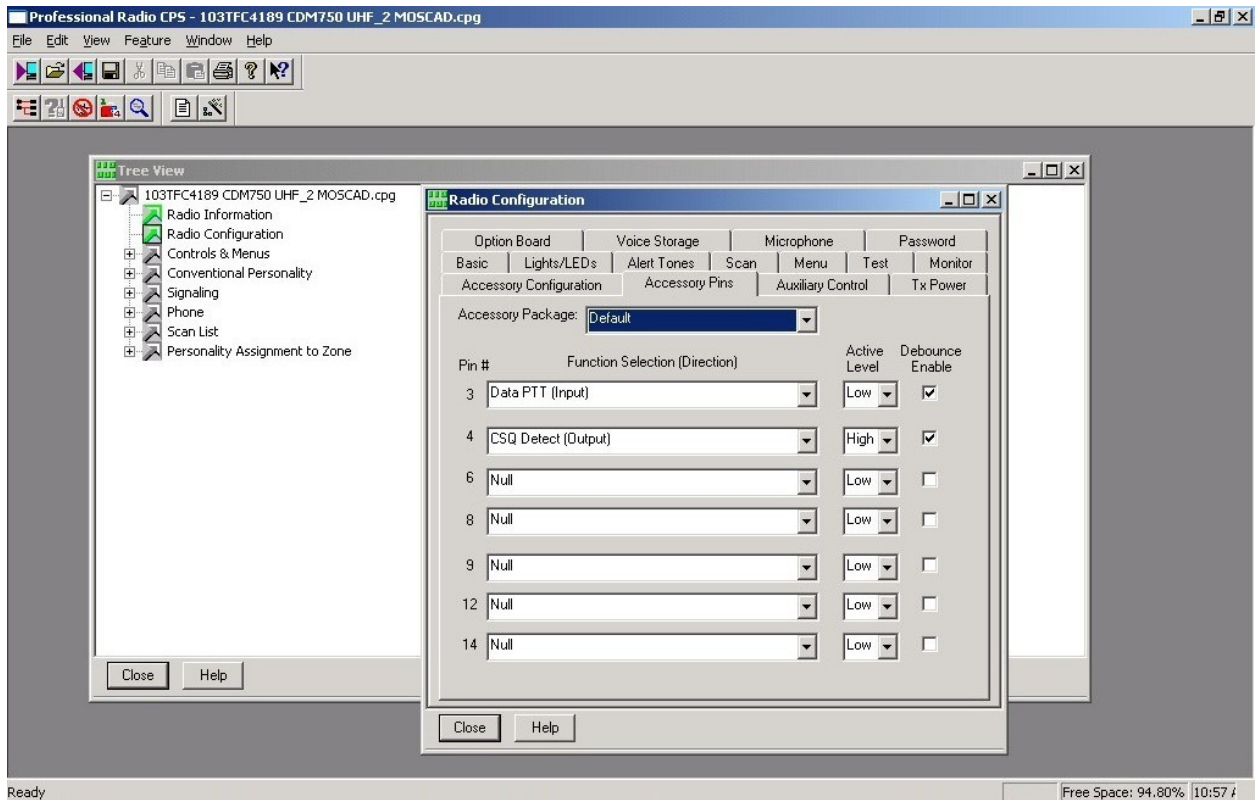 Professional Radio CPS - 103TFC4189 CDM750 UHF_2 MOSCAD.cpg
File Edit View Feature Window Help
Tree View
103TFC4189 CDM750 UHF_2 MOSCAD.cpg
Radio Information
Radio Configuration
Controls & Menus
Conventional Personality
Signaling
Phone
Scan List
Personality Assignment to Zone
Close Help
Radio Configuration
Option Board Voice Storage Microphone Password
Basic Lights/LEDs Alert Tones Scan Menu Test Monitor
Accessory Configuration Accessory Pins Auxiliary Control Tx Power
Accessory Package: Default
Pin # Function Selection (Direction) Active Level Debounce Enable
3 Data PTT (Input) Low
4 CSQ Detect (Output) High
6 Null Low
8 Null Low
9 Null Low
12 Null Low
14 Null Low
Close Help
Ready Free Space: 94.80% 10:57